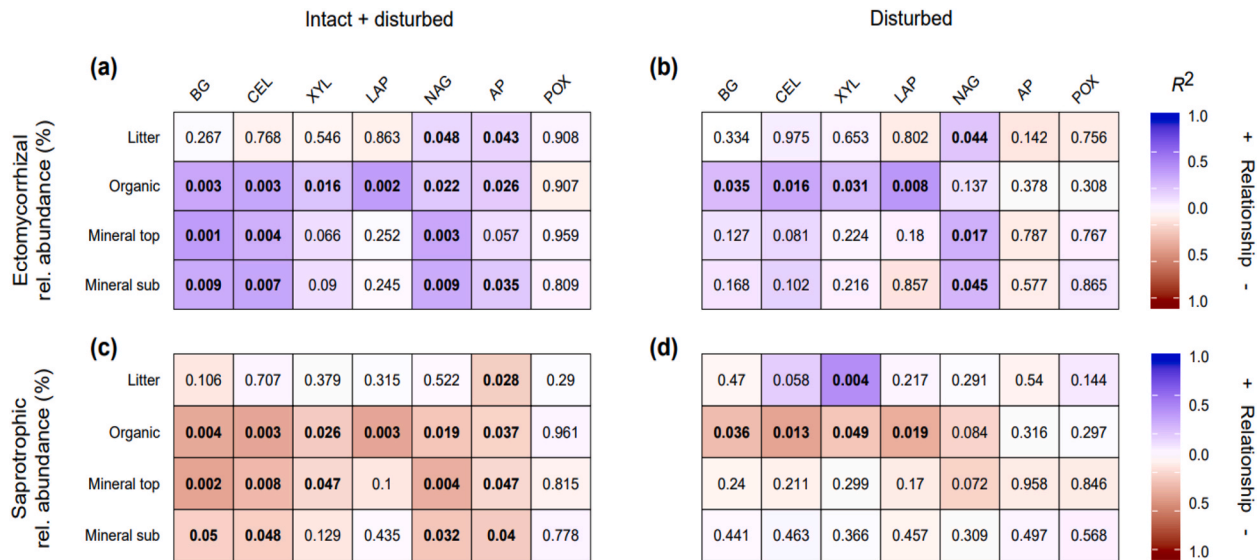 Intact + disturbed
Disturbed
(a)
BG CEL XYL LAP NAG AP POX
Ectomycorrhizal
rel. abundance (%)
Litter 0.267 0.768 0.546 0.863 0.048 0.043 0.908
Organic 0.003 0.003 0.016 0.002 0.022 0.026 0.907
Mineral top 0.001 0.004 0.066 0.252 0.003 0.057 0.959
Mineral sub 0.009 0.007 0.09 0.245 0.009 0.035 0.809
(b)
BG CEL XYL LAP NAG AP POX
0.334 0.975 0.653 0.802 0.044 0.142 0.756
0.035 0.016 0.031 0.008 0.137 0.378 0.308
0.127 0.081 0.224 0.18 0.017 0.787 0.767
0.168 0.102 0.216 0.857 0.045 0.577 0.865
R²
1.0
0.5
0.0
0.5
1.0
- Relationship +
(c)
Saprotrophic
rel. abundance (%)
Litter 0.106 0.707 0.379 0.315 0.522 0.028 0.29
Organic 0.004 0.003 0.026 0.003 0.019 0.037 0.961
Mineral top 0.002 0.008 0.047 0.1 0.004 0.047 0.815
Mineral sub 0.05 0.048 0.129 0.435 0.032 0.04 0.778
(d)
0.47 0.058 0.004 0.217 0.291 0.54 0.144
0.036 0.013 0.049 0.019 0.084 0.316 0.297
0.24 0.211 0.299 0.17 0.072 0.958 0.846
0.441 0.463 0.366 0.457 0.309 0.497 0.568
1.0
0.5
0.0
0.5
1.0
- Relationship +